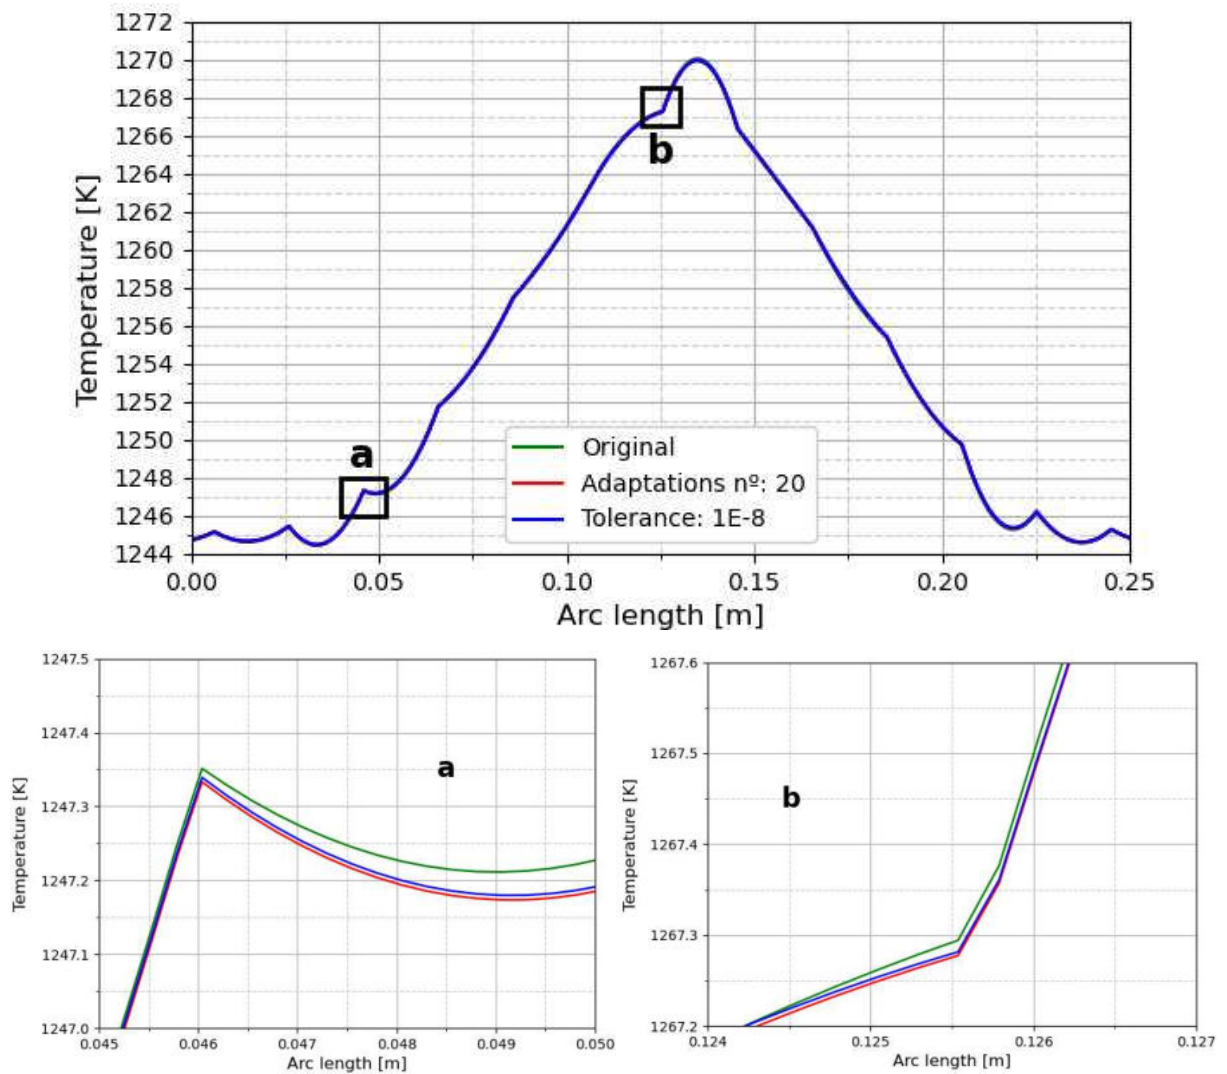 1272
1270
1268
1266
1264
1262
1260
1258
1256
1254
1252
1250
1248
1246
1244
Temperature [K]
b
a
Original
Adaptations nº: 20
Tolerance: 1E-8
0.00 0.05 0.10 0.15 0.20 0.25
Arc length [m]
1247.5
1247.4
1247.3
1247.2
1247.1
1247.0
Temperature [K]
a
0.045 0.046 0.047 0.048 0.049 0.050
Arc length [m]
1267.6
1267.5
1267.4
1267.3
1267.2
Temperature [K]
b
0.124 0.125 0.126 0.127
Arc length [m]